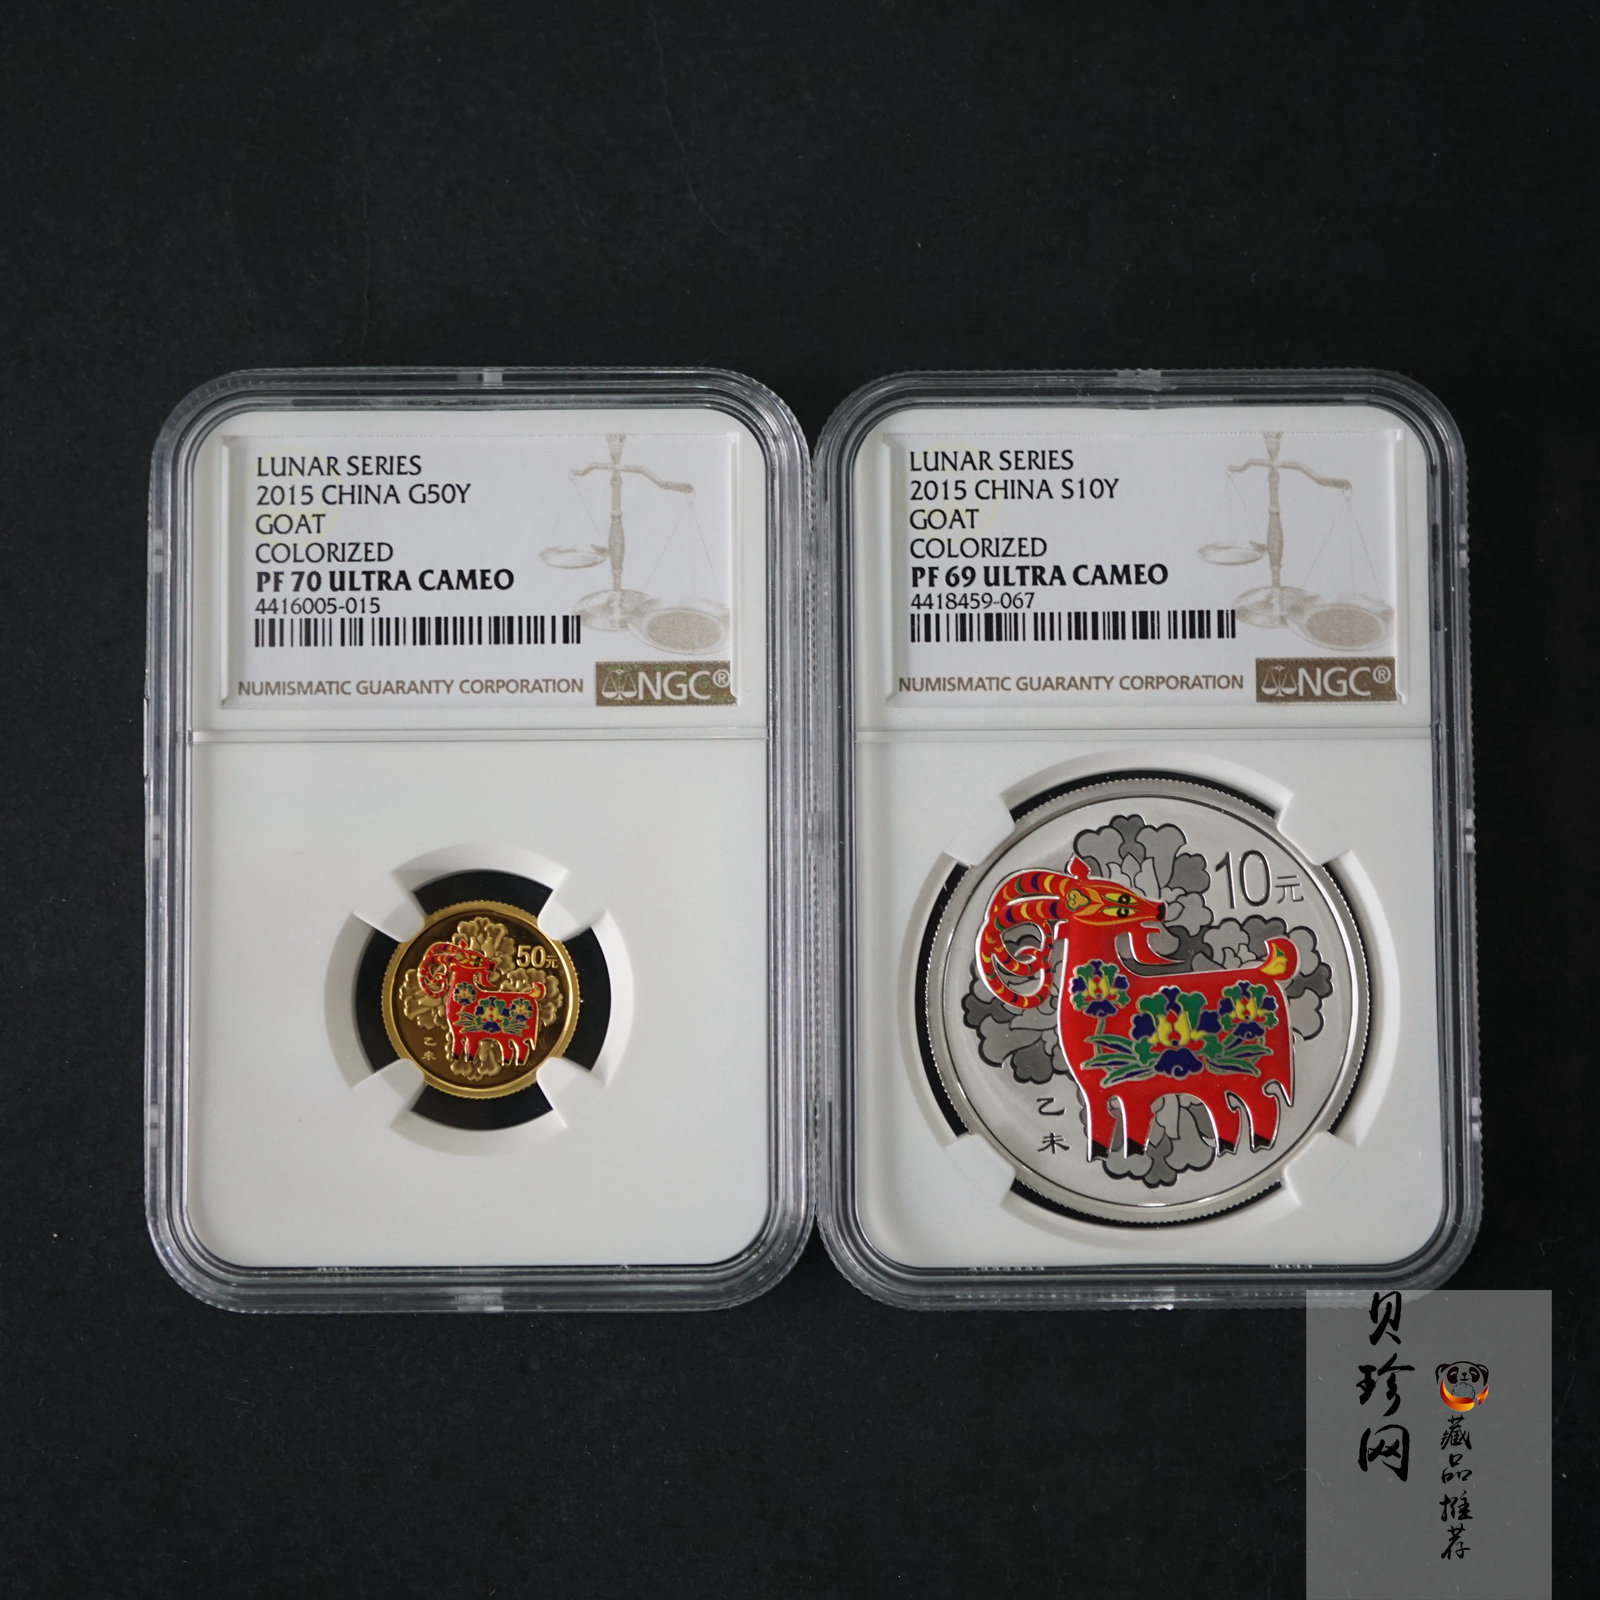 LUNAR SERIES
2015 CHINA G50Y
GOAT
COLORIZED
PF 70 ULTRA CAMEO
4416005-015
NUMISMATIC GUARANTY CORPORATION
NGC®
50元
乙
未
LUNAR SERIES
2015 CHINA S10Y
GOAT
COLORIZED
PF 69 ULTRA CAMEO
4418459-067
NUMISMATIC GUARANTY CORPORATION
NGC®
10元
乙
未
贝珍网
藏品推荐